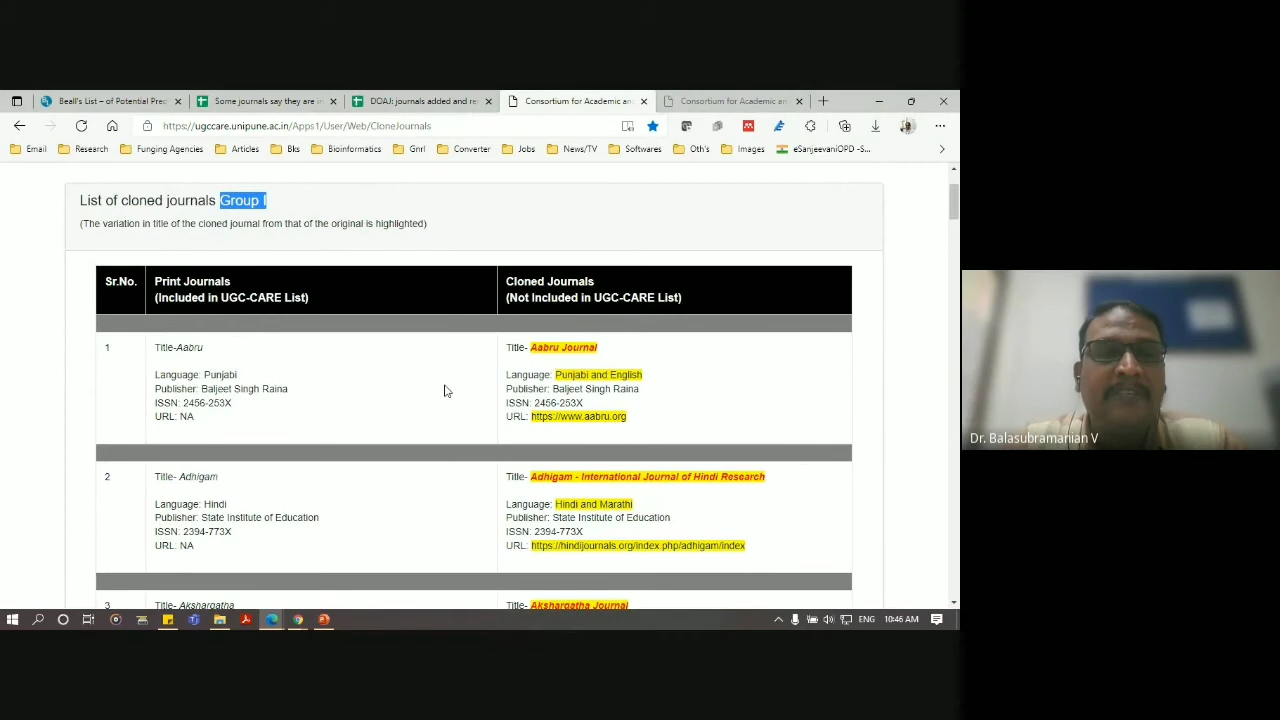 Beall's List – of Potential Pred
Some journals say they are in
DOAJ: journals added and re
Consortium for Academic an
Consortium for Academic an
https://ugccare.unipune.ac.in/Apps1/User/Web/CloneJournals
Email
Research
Funging Agencies
Articles
Bks
Bioinformatics
Gnrl
Converter
Jobs
News/TV
Softwares
Oth's
Images
eSanjeevaniOPD -S...
List of cloned journals Group I
(The variation in title of the cloned journal from that of the original is highlighted)
Sr.No.
Print Journals
(Included in UGC-CARE List)
Cloned Journals
(Not Included in UGC-CARE List)
1
Title-Aabru
Language: Punjabi
Publisher: Baljeet Singh Raina
ISSN: 2456-253X
URL: NA
Title- Aabru Journal
Language: Punjabi and English
Publisher: Baljeet Singh Raina
ISSN: 2456-253X
URL: https://www.aabru.org
2
Title- Adhigam
Language: Hindi
Publisher: State Institute of Education
ISSN: 2394-773X
URL: NA
Title- Adhigam - International Journal of Hindi Research
Language: Hindi and Marathi
Publisher: State Institute of Education
ISSN: 2394-773X
URL: https://hindijournals.org/index.php/adhigam/index
3
Title- Akshargatha
Title- Akshargatha Journal
ENG
10:46 AM
Dr. Balasubramanian V